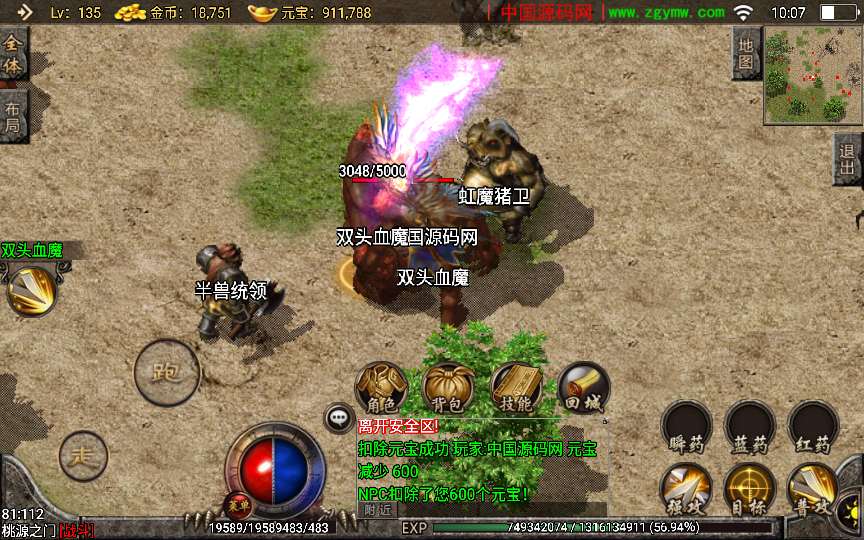 Lv: 135
金币: 18,751
元宝: 911,788
中国源码网
www.zgymw.com
10:07
全体
布局
地图
退出
3048/5000
虹魔猪卫
双头血魔国源码网
双头血魔
双头血魔
半兽统领
跑
走
角色
背包
技能
回城
离开安全区!
扣除元宝成功 玩家:中国源码网 元宝
减少 600
NPC扣除了您600个元宝!
附近
瞬药
蓝药
红药
强攻
目标
普攻
菜单
81:112
桃源之门 [战斗]
19589/19589483/483
EXP
749342074 / 1316134911 (56.94%)